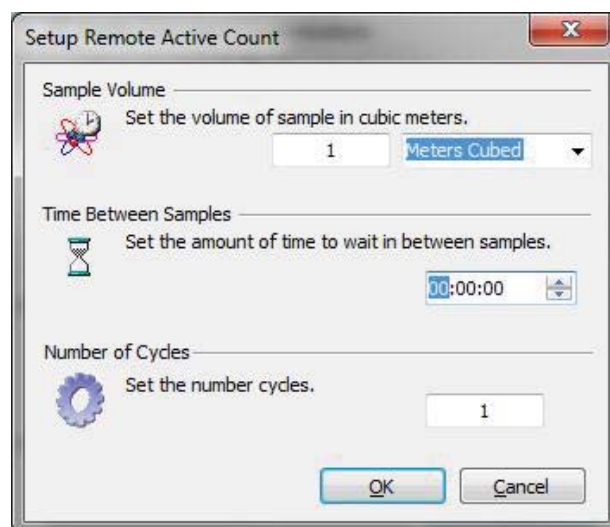 Setup Remote Active Count
Sample Volume
Set the volume of sample in cubic meters.
1 Meters Cubed
Time Between Samples
Set the amount of time to wait in between samples.
00:00:00
Number of Cycles
Set the number cycles.
1
OK Cancel